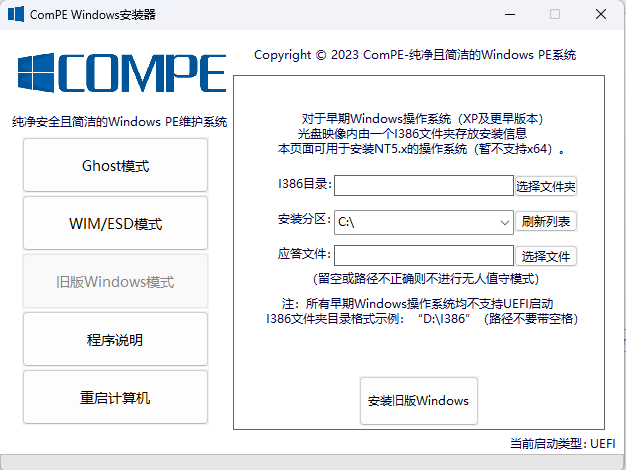 ComPE Windows安装器
COMPE
纯净安全且简洁的Windows PE维护系统
Ghost模式
WIM/ESD模式
旧版Windows模式
程序说明
重启计算机
Copyright © 2023 ComPE-纯净且简洁的Windows PE系统
对于早期Windows操作系统（XP及更早版本）
光盘映像内由一个I386文件夹存放安装信息
本页面可用于安装NT5.x的操作系统（暂不支持x64）。
I386目录: 选择文件夹
安装分区: C:\ 刷新列表
应答文件: 选择文件
（留空或路径不正确则不进行无人值守模式）
注：所有早期Windows操作系统均不支持UEFI启动
I386文件夹目录格式示例：“D:\I386”（路径不要带空格）
安装旧版Windows
当前启动类型: UEFI